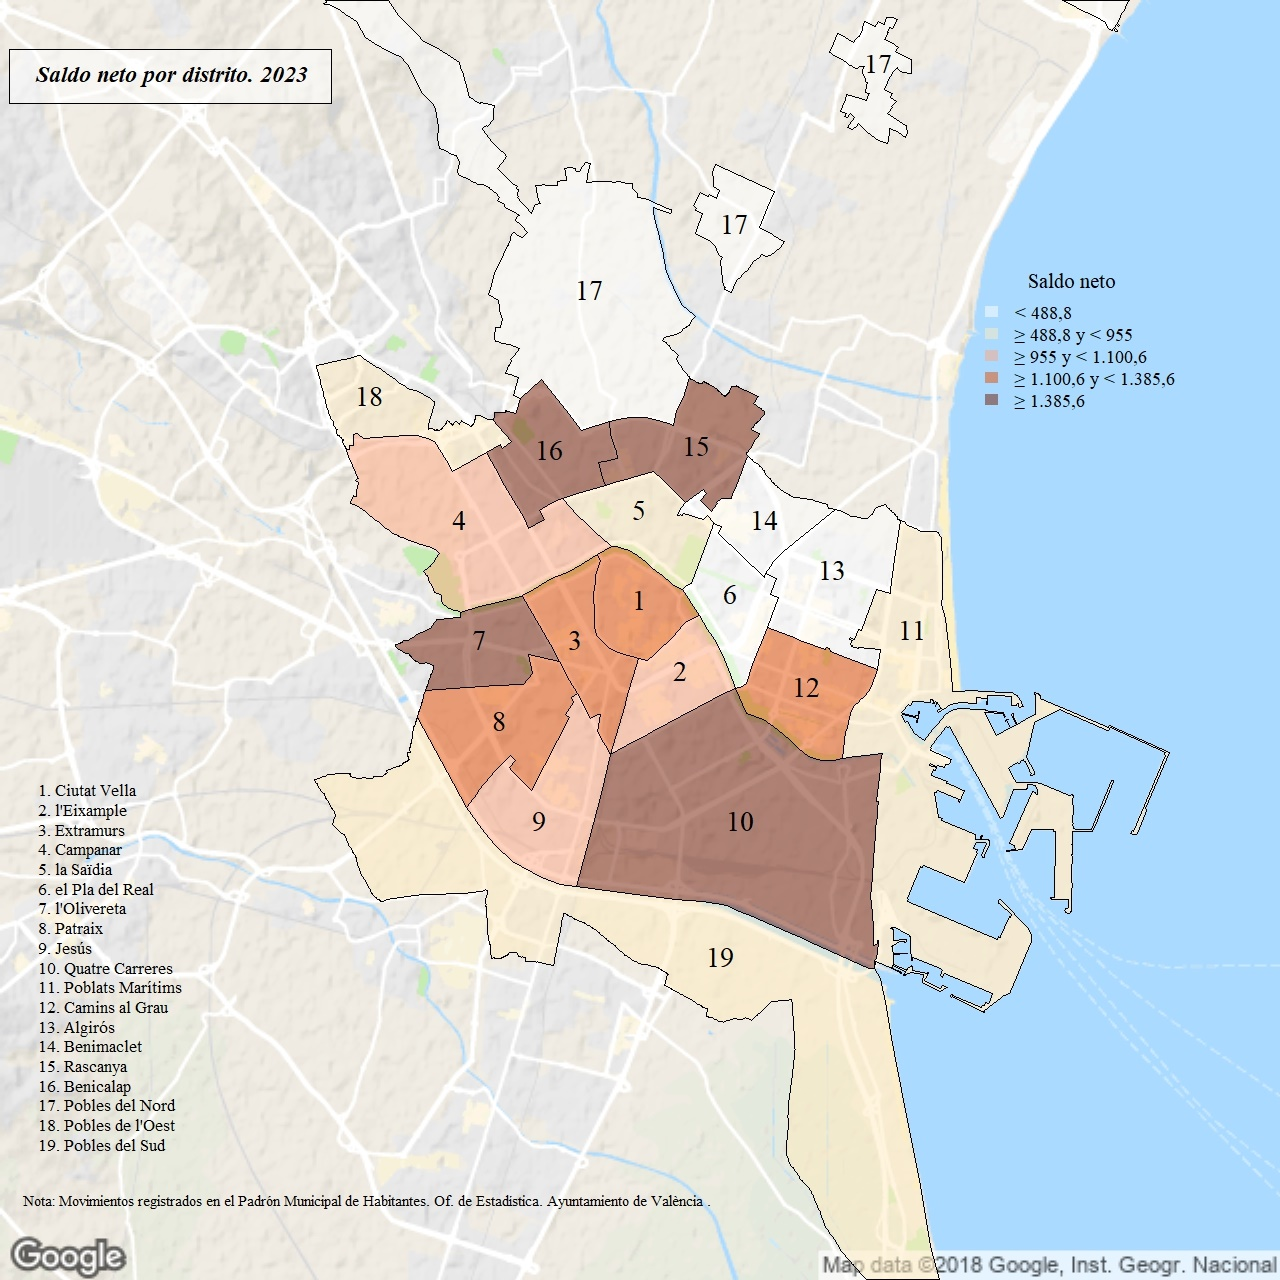 Saldo neto por distrito. 2023
17
17
17
Saldo neto
< 488,8
≥ 488,8 y < 955
≥ 955 y < 1.100,6
≥ 1.100,6 y < 1.385,6
≥ 1.385,6
18
16
15
5
4
14
13
6
1
11
7
3
2
12
8
9
10
19
1. Ciutat Vella
2. l'Eixample
3. Extramurs
4. Campanar
5. la Saïdia
6. el Pla del Real
7. l'Olivereta
8. Patraix
9. Jesús
10. Quatre Carreres
11. Poblats Marítims
12. Camins al Grau
13. Algirós
14. Benimaclet
15. Rascanya
16. Benicalap
17. Pobles del Nord
18. Pobles de l'Oest
19. Pobles del Sud
Nota: Movimientos registrados en el Padrón Municipal de Habitantes. Of. de Estadística. Ayuntamiento de València .
Google
Map data ©2018 Google, Inst. Geogr. Nacional